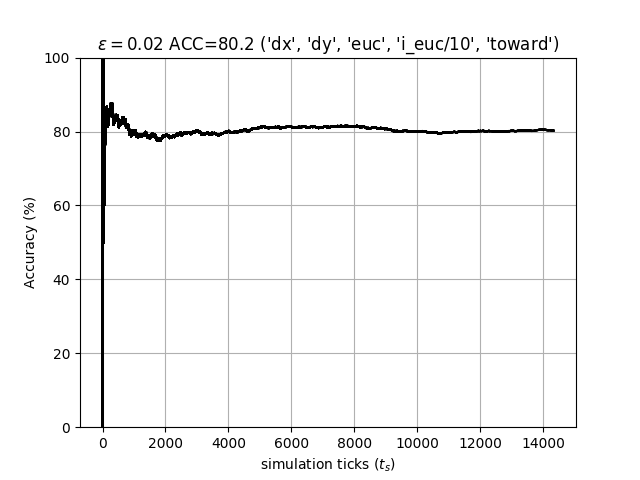 ε = 0.02 ACC=80.2 ('dx', 'dy', 'euc', 'i_euc/10', 'toward')
100
80
60
40
20
0
Accuracy (%)
0 2000 4000 6000 8000 10000 12000 14000
simulation ticks (tₛ)